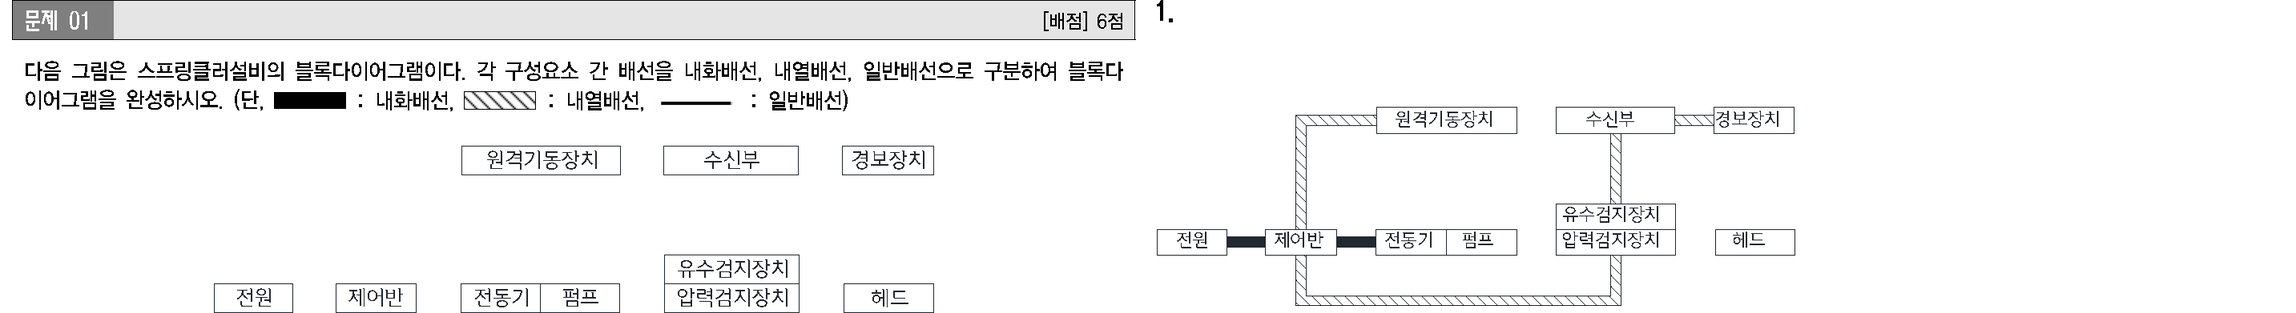 문제 01
[배점] 6점
다음 그림은 스프링클러설비의 블록다이어그램이다. 각 구성요소 간 배선을 내화배선, 내열배선, 일반배선으로 구분하여 블록다
이어그램을 완성하시오. (단, : 내화배선, : 내열배선, : 일반배선)
원격기동장치 수신부 경보장치
유수검지장치
전원 제어반 전동기 펌프 압력검지장치 헤드
1.
원격기동장치 수신부 경보장치
유수검지장치
전원 제어반 전동기 펌프 압력검지장치 헤드